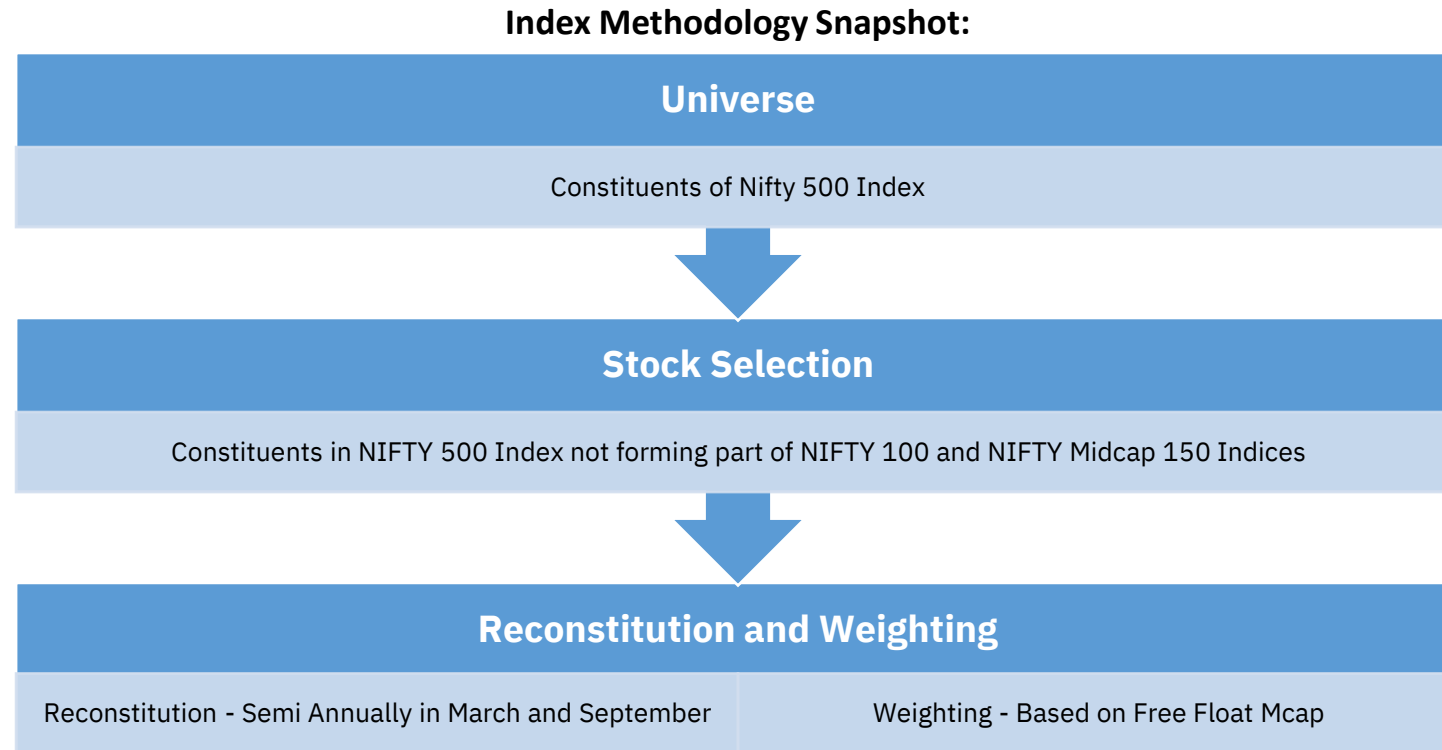 Index Methodology Snapshot:
Universe
Constituents of Nifty 500 Index
Stock Selection
Constituents in NIFTY 500 Index not forming part of NIFTY 100 and NIFTY Midcap 150 Indices
Reconstitution and Weighting
Reconstitution - Semi Annually in March and September
Weighting - Based on Free Float Mcap